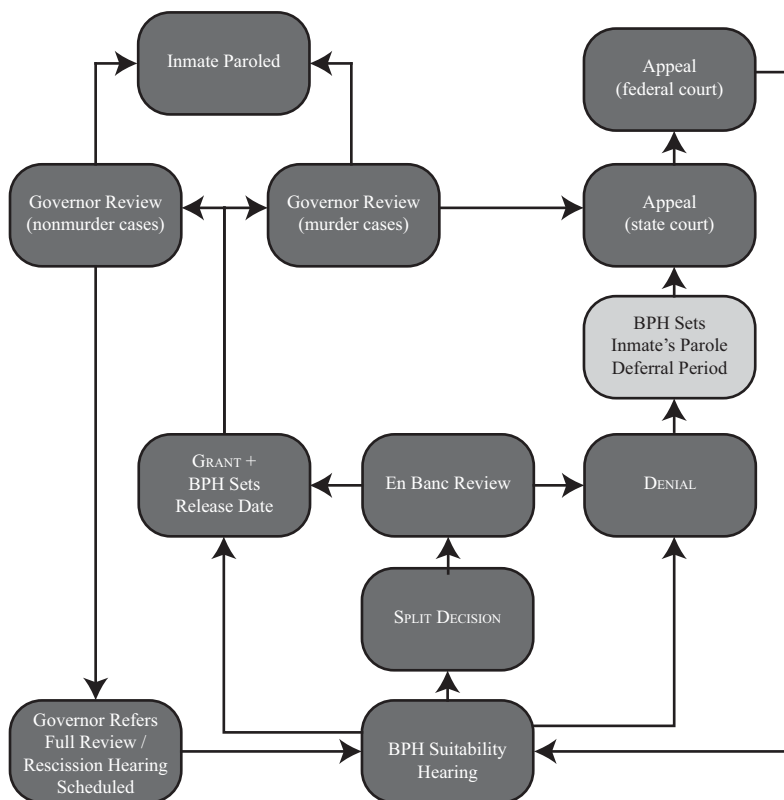 Inmate Paroled
Appeal
(federal court)
Governor Review
(nonmurder cases)
Governor Review
(murder cases)
Appeal
(state court)
BPH Sets
Inmate’s Parole
Deferral Period
Grant +
BPH Sets
Release Date
En Banc Review
Denial
Split Decision
Governor Refers
Full Review /
Rescission Hearing
Scheduled
BPH Suitability
Hearing